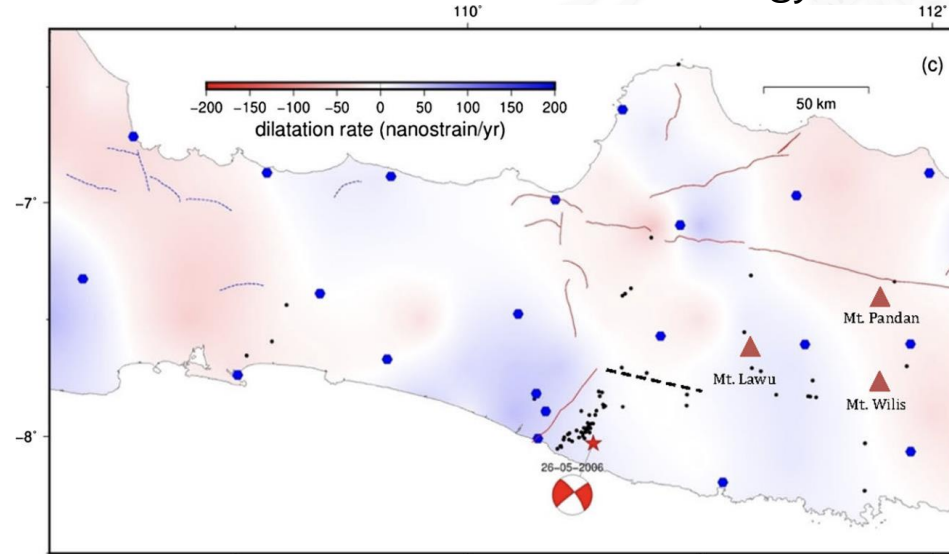 110°
112°
(c)
-200 -150 -100 -50 0 50 100 150 200
dilatation rate (nanostrain/yr)
50 km
-7°
Mt. Pandan
Mt. Lawu
Mt. Wilis
-8°
26-05-2006